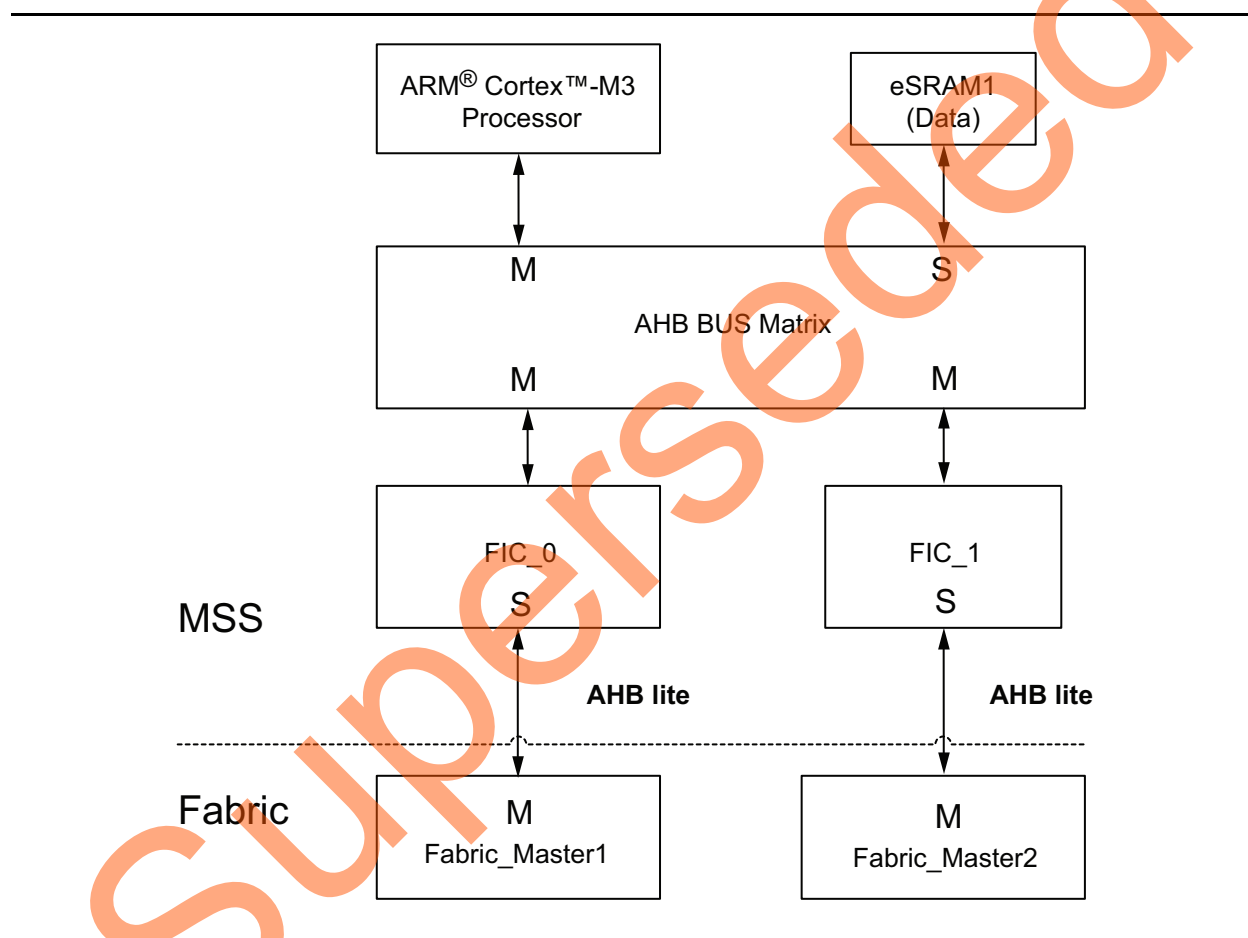 ARM® Cortex™-M3
Processor
eSRAM1
(Data)
M
S
AHB BUS Matrix
M
M
FIC_0
S
FIC_1
S
MSS
AHB lite
AHB lite
Fabric
M
Fabric_Master1
M
Fabric_Master2
Superseded